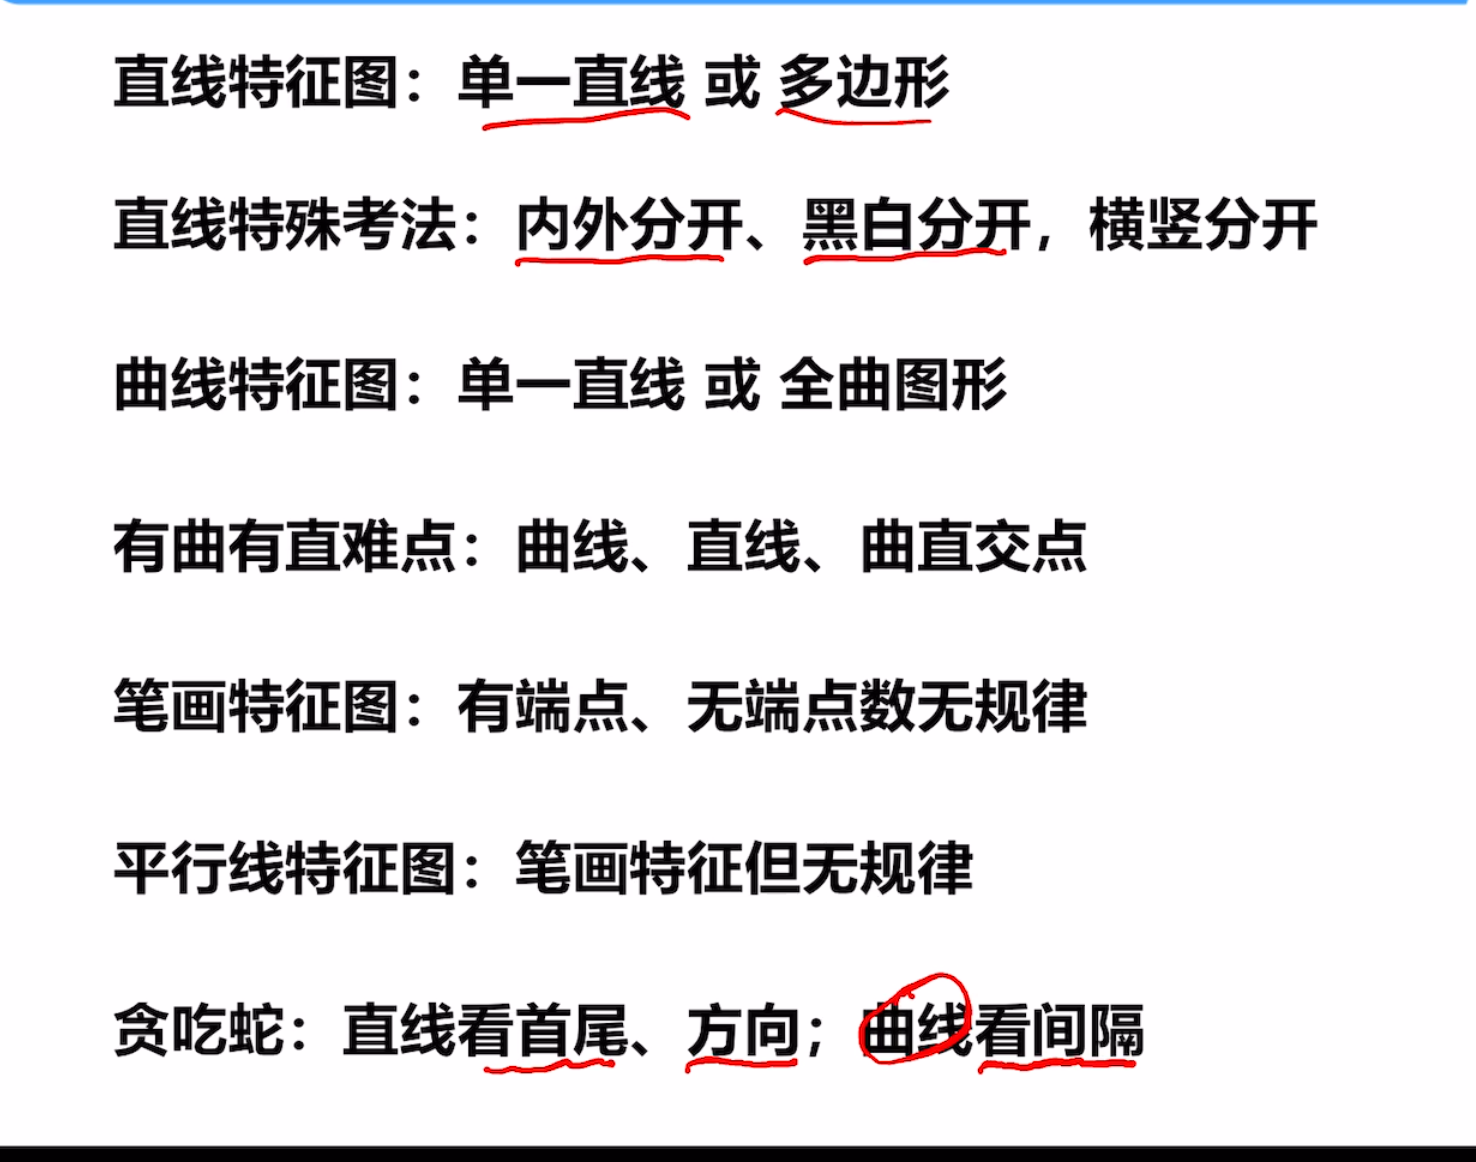 直线特征图：单一直线 或 多边形
直线特殊考法：内外分开、黑白分开，横竖分开
曲线特征图：单一直线 或 全曲图形
有曲有直难点：曲线、直线、曲直交点
笔画特征图：有端点、无端点数无规律
平行线特征图：笔画特征但无规律
贪吃蛇：直线看首尾、方向；曲线看间隔